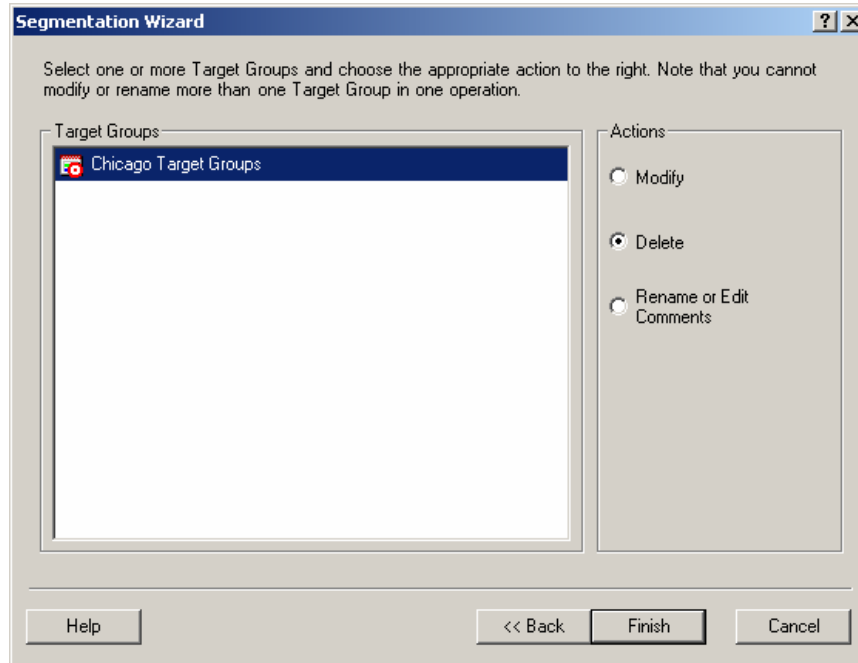 Segmentation Wizard
Select one or more Target Groups and choose the appropriate action to the right. Note that you cannot
modify or rename more than one Target Group in one operation.
Target Groups
Chicago Target Groups
Actions
Modify
Delete
Rename or Edit
Comments
Help
<< Back
Finish
Cancel